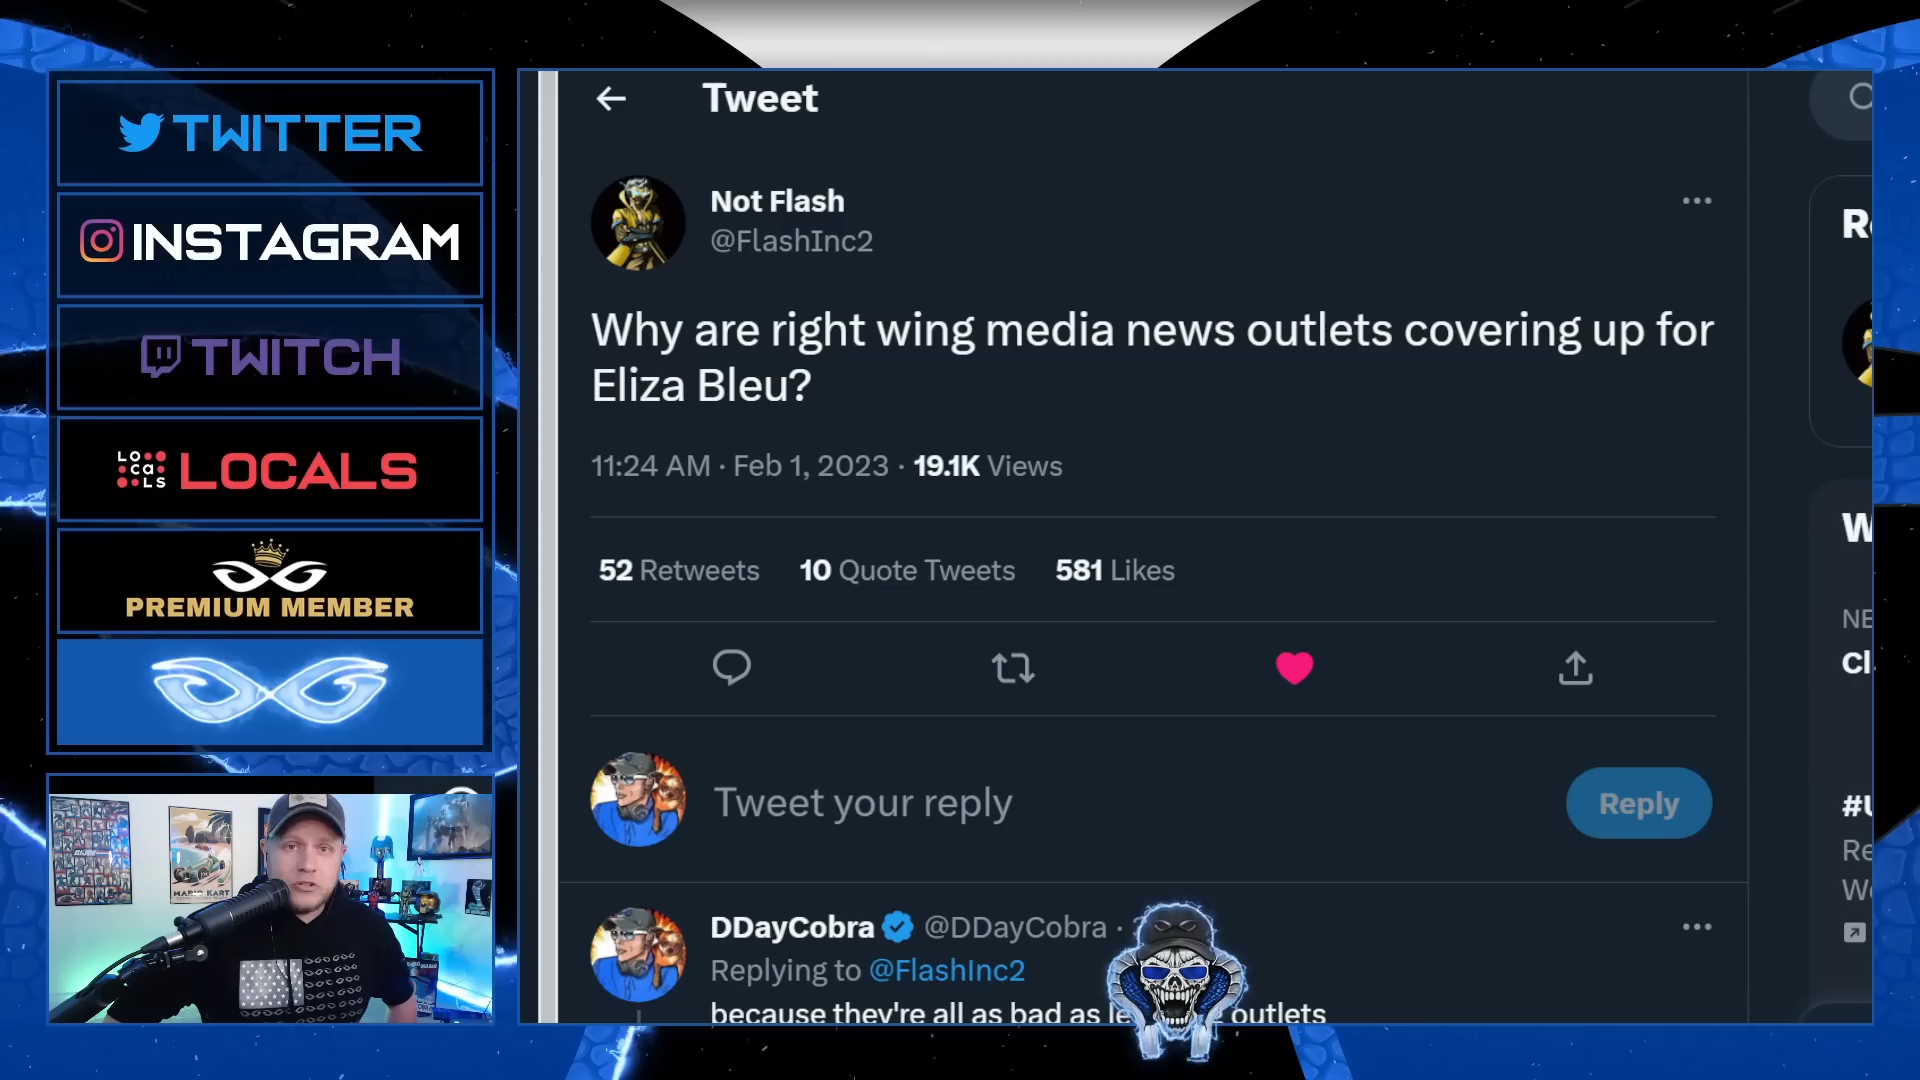 TWITTER
INSTAGRAM
TWITCH
LOCALS
LOCALS
PREMIUM MEMBER
MARIO KART
Tweet
Not Flash
@FlashInc2
Why are right wing media news outlets covering up for
Eliza Bleu?
11:24 AM · Feb 1, 2023 · 19.1K Views
52 Retweets 10 Quote Tweets 581 Likes
Tweet your reply
Reply
DDayCobra @DDayCobra ·
Replying to @FlashInc2
because they're all as bad as outlets